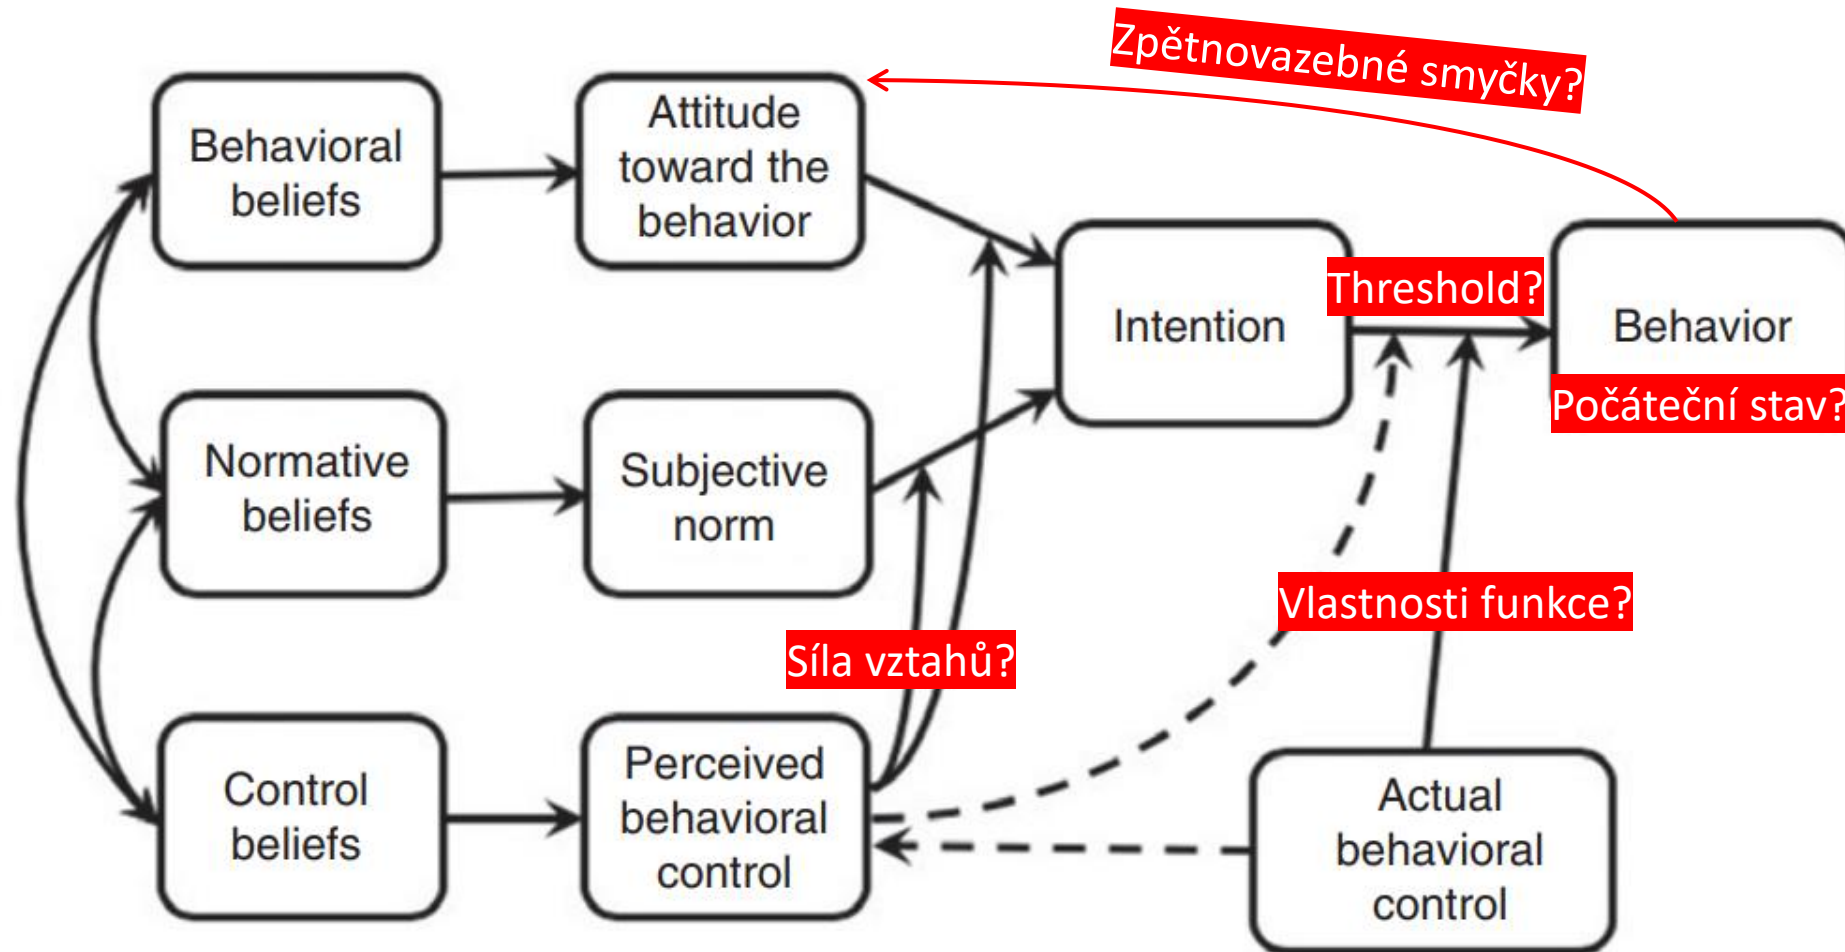 Zpětnovazebné smyčky?
Behavioral
beliefs
Attitude
toward the
behavior
Intention
Threshold?
Behavior
Počáteční stav?
Normative
beliefs
Subjective
norm
Vlastnosti funkce?
Síla vztahů?
Control
beliefs
Perceived
behavioral
control
Actual
behavioral
control